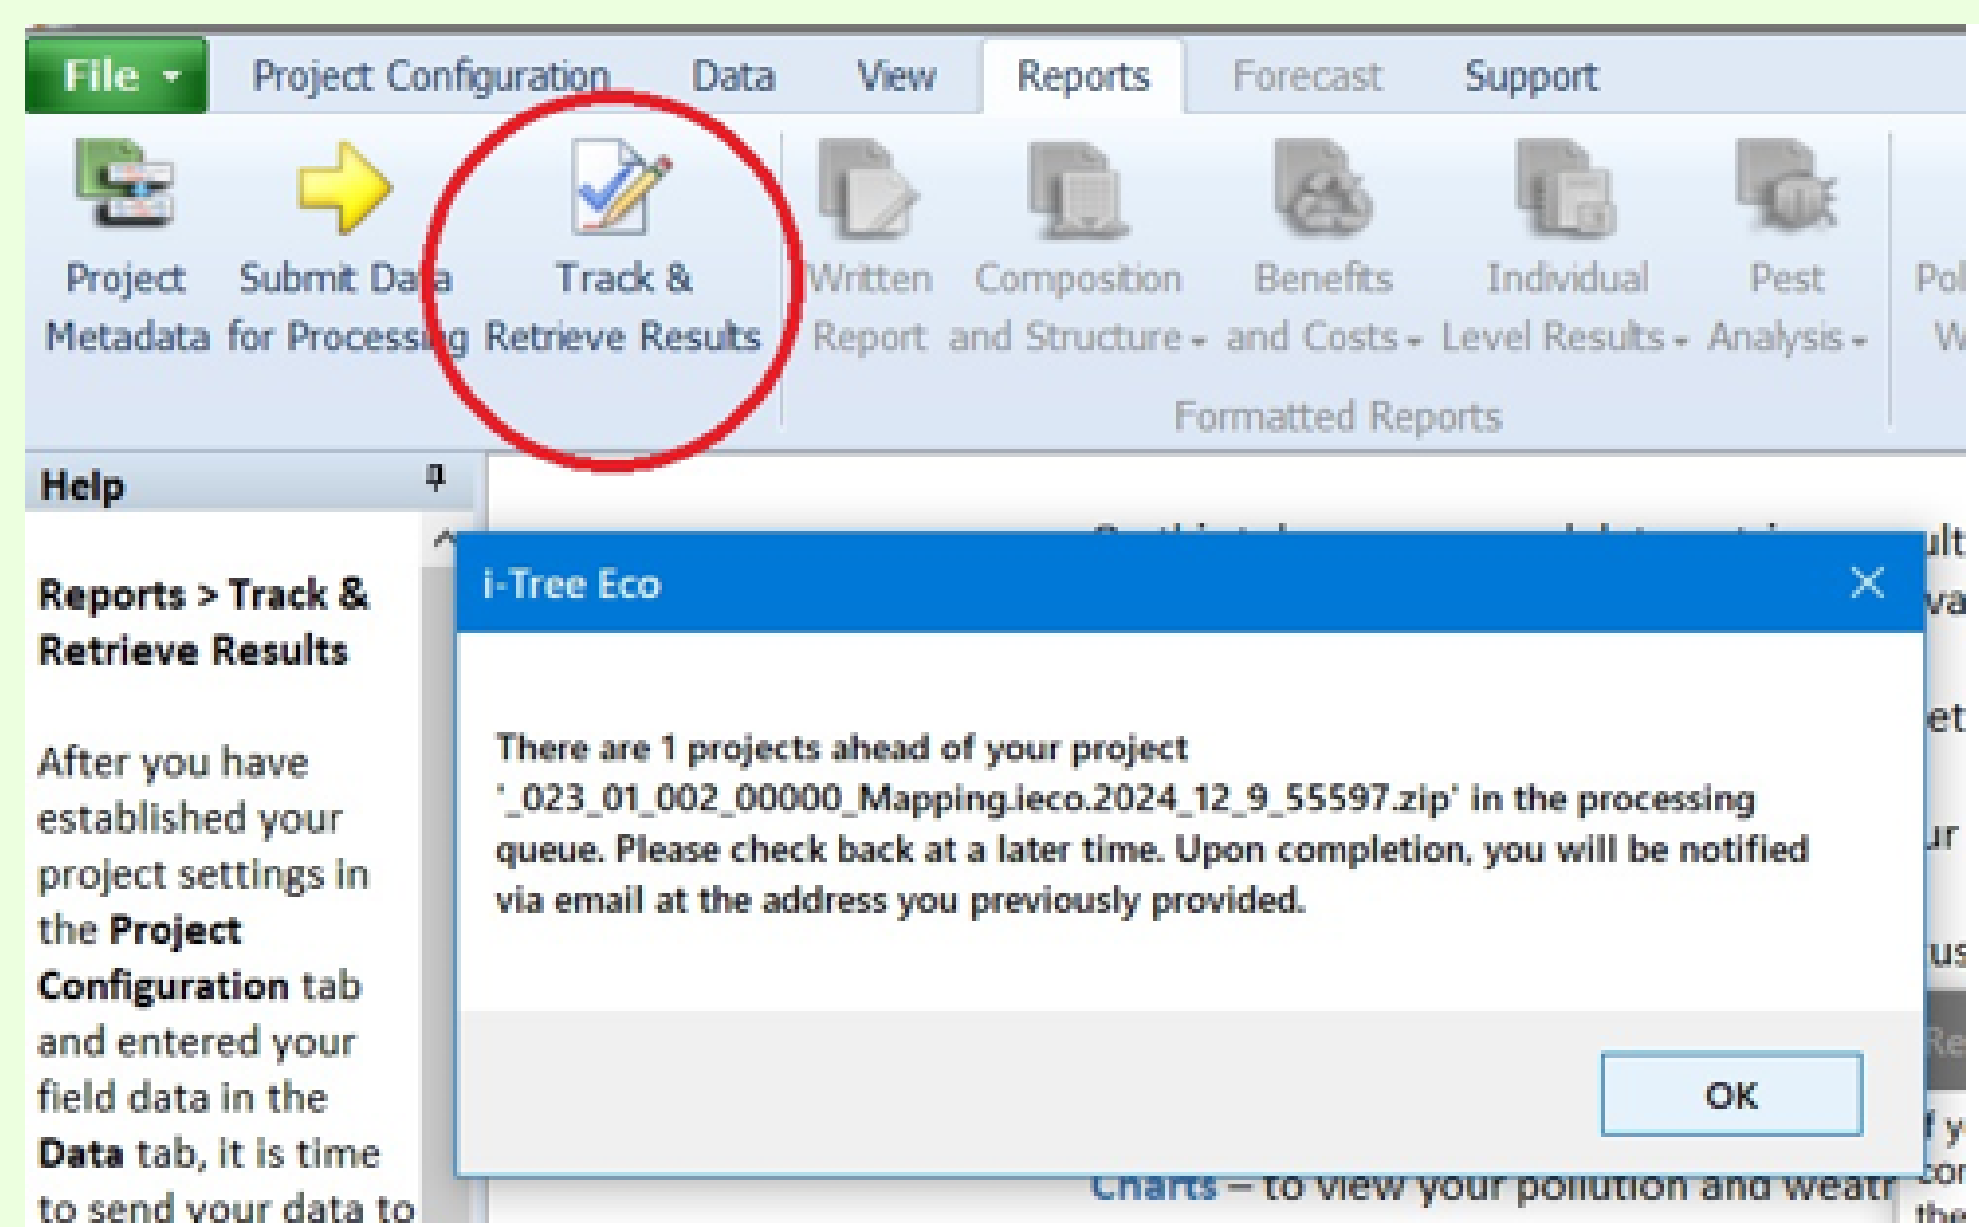 File Project Configuration Data View Reports Forecast Support
Project Metadata
Submit Data for Processing
Track & Retrieve Results
Written Report
Composition and Structure
Benefits and Costs
Individual Level Results
Pest Analysis
Formatted Reports
Help
Reports > Track &
Retrieve Results
After you have
established your
project settings in
the Project
Configuration tab
and entered your
field data in the
Data tab, it is time
to send your data to
i-Tree Eco
There are 1 projects ahead of your project
'_023_01_002_00000_Mapping.ieco.2024_12_9_55597.zip' in the processing
queue. Please check back at a later time. Upon completion, you will be notified
via email at the address you previously provided.
OK
Charts – to view your pollution and